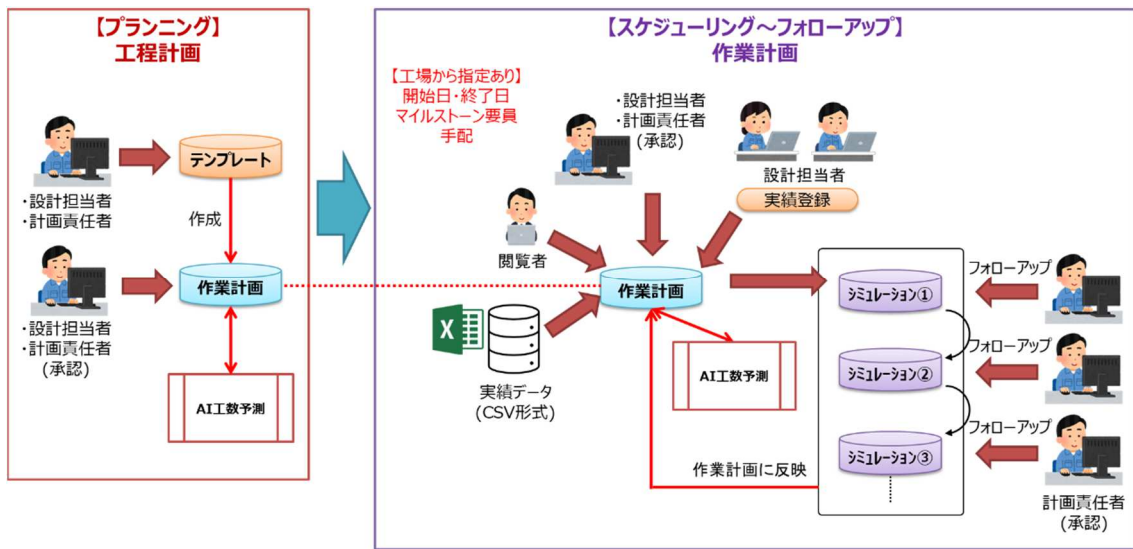 【プランニング】
工程計画
・設計担当者
・計画責任者
テンプレート
作成
・設計担当者
・計画責任者
(承認)
作業計画
AI工数予測
【スケジューリング～フォローアップ】
作業計画
【工場から指定あり】
開始日・終了日
マイルストーン要員
手配
・設計担当者
・計画責任者
(承認)
設計担当者
実績登録
閲覧者
作業計画
X
実績データ
(CSV形式)
AI工数予測
作業計画に反映
シミュレーション①
フォローアップ
シミュレーション②
フォローアップ
シミュレーション③
フォローアップ
計画責任者
(承認)